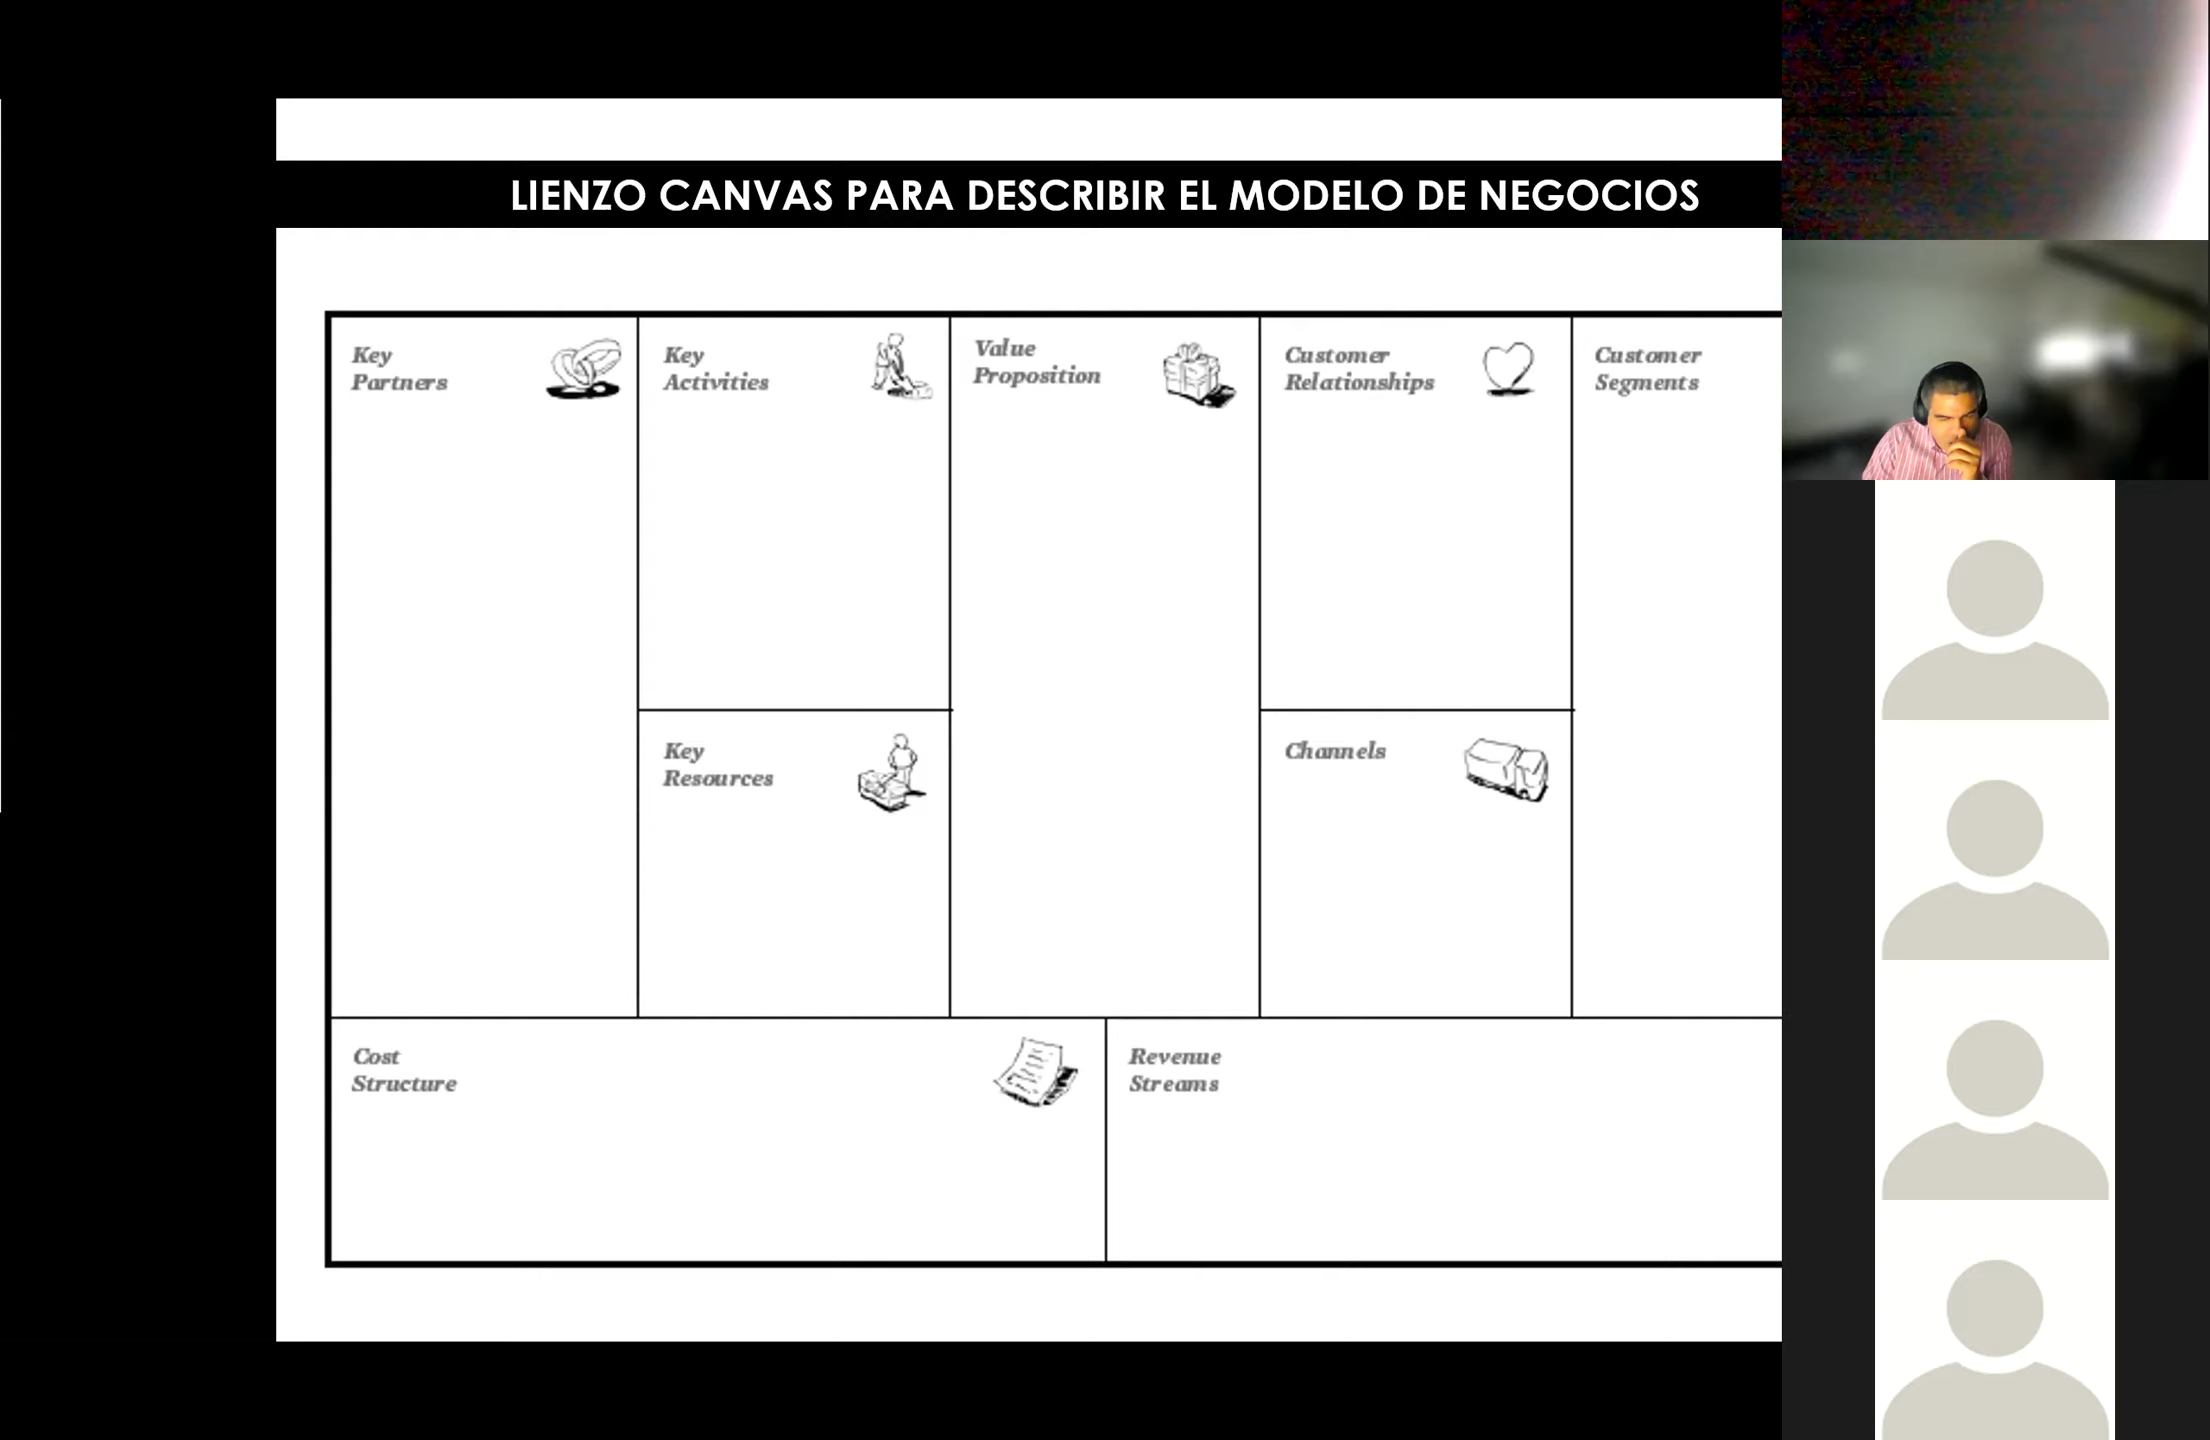 LIENZO CANVAS PARA DESCRIBIR EL MODELO DE NEGOCIOS
Key
Partners
Key
Activities
Key
Resources
Value
Proposition
Customer
Relationships
Channels
Customer
Segments
Cost
Structure
Revenue
Streams